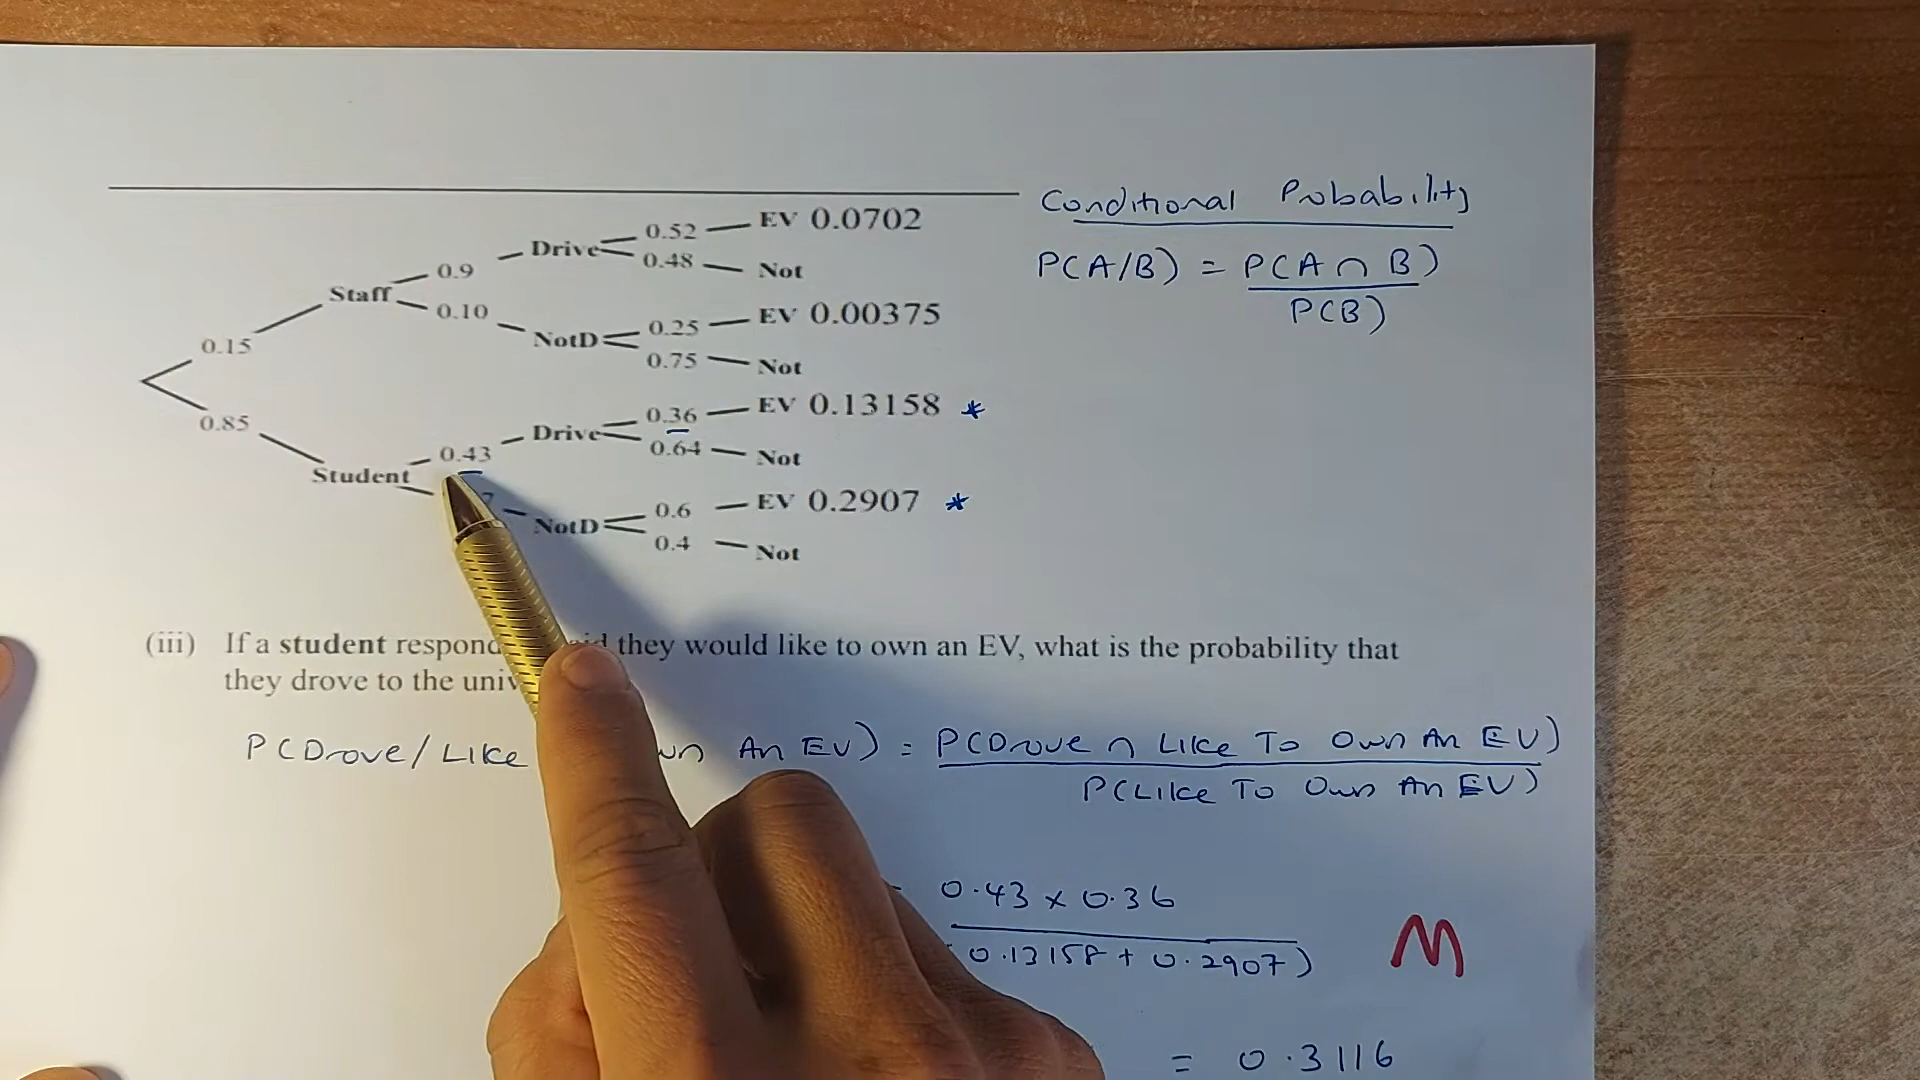 Conditional Probability
P(A/B) = P(A ∩ B)
P(B)
0.52 EV 0.0702
Drive
0.48 Not
0.9
Staff
0.10
0.25 EV 0.00375
NotD
0.75 Not
0.15
0.85
0.36 EV 0.13158 *
Drive
0.64 Not
0.43
Student
7
0.6 EV 0.2907 *
NotD
0.4 Not
(iii) If a student they would like to own an EV, what is the probability that
they drove to the
P(Drove/Like An EV) = P(Drove ∩ Like To Own An EV)
P(Like To Own An EV)
0.43 x 0.36
0.13158 + 0.2907)
M
= 0.3116